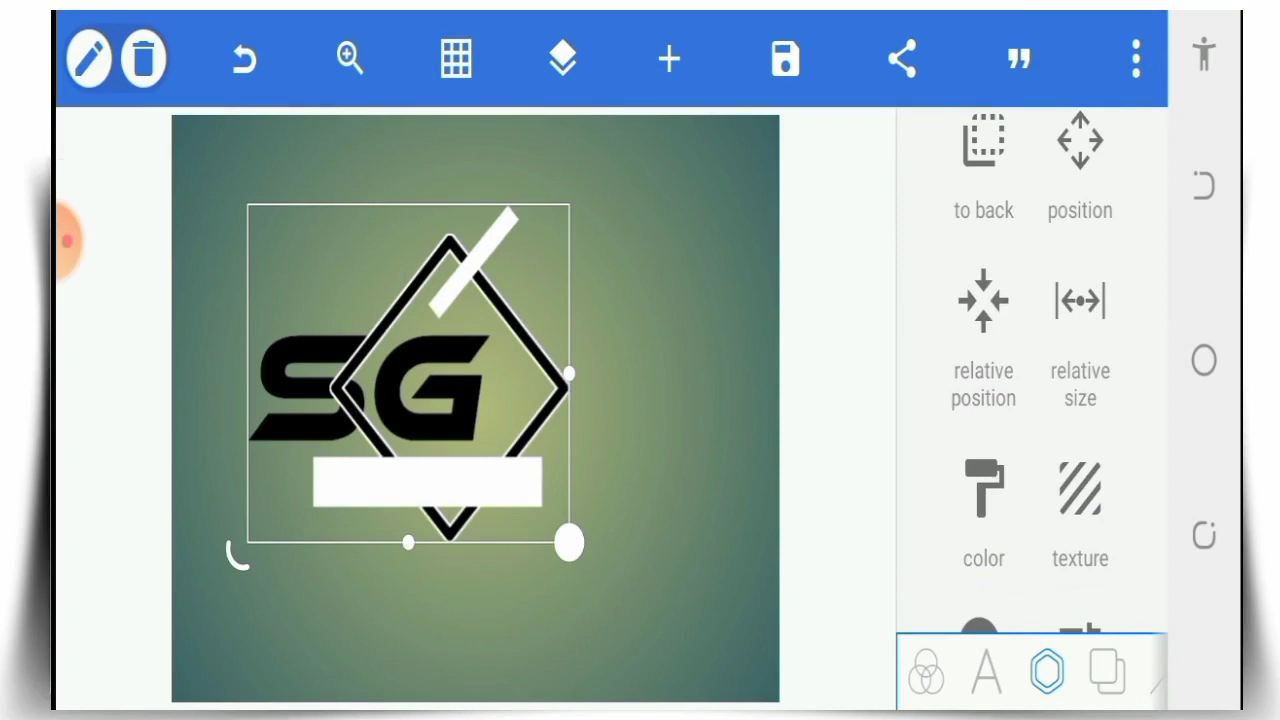 to back
position
relative
position
relative
size
color
texture
SG